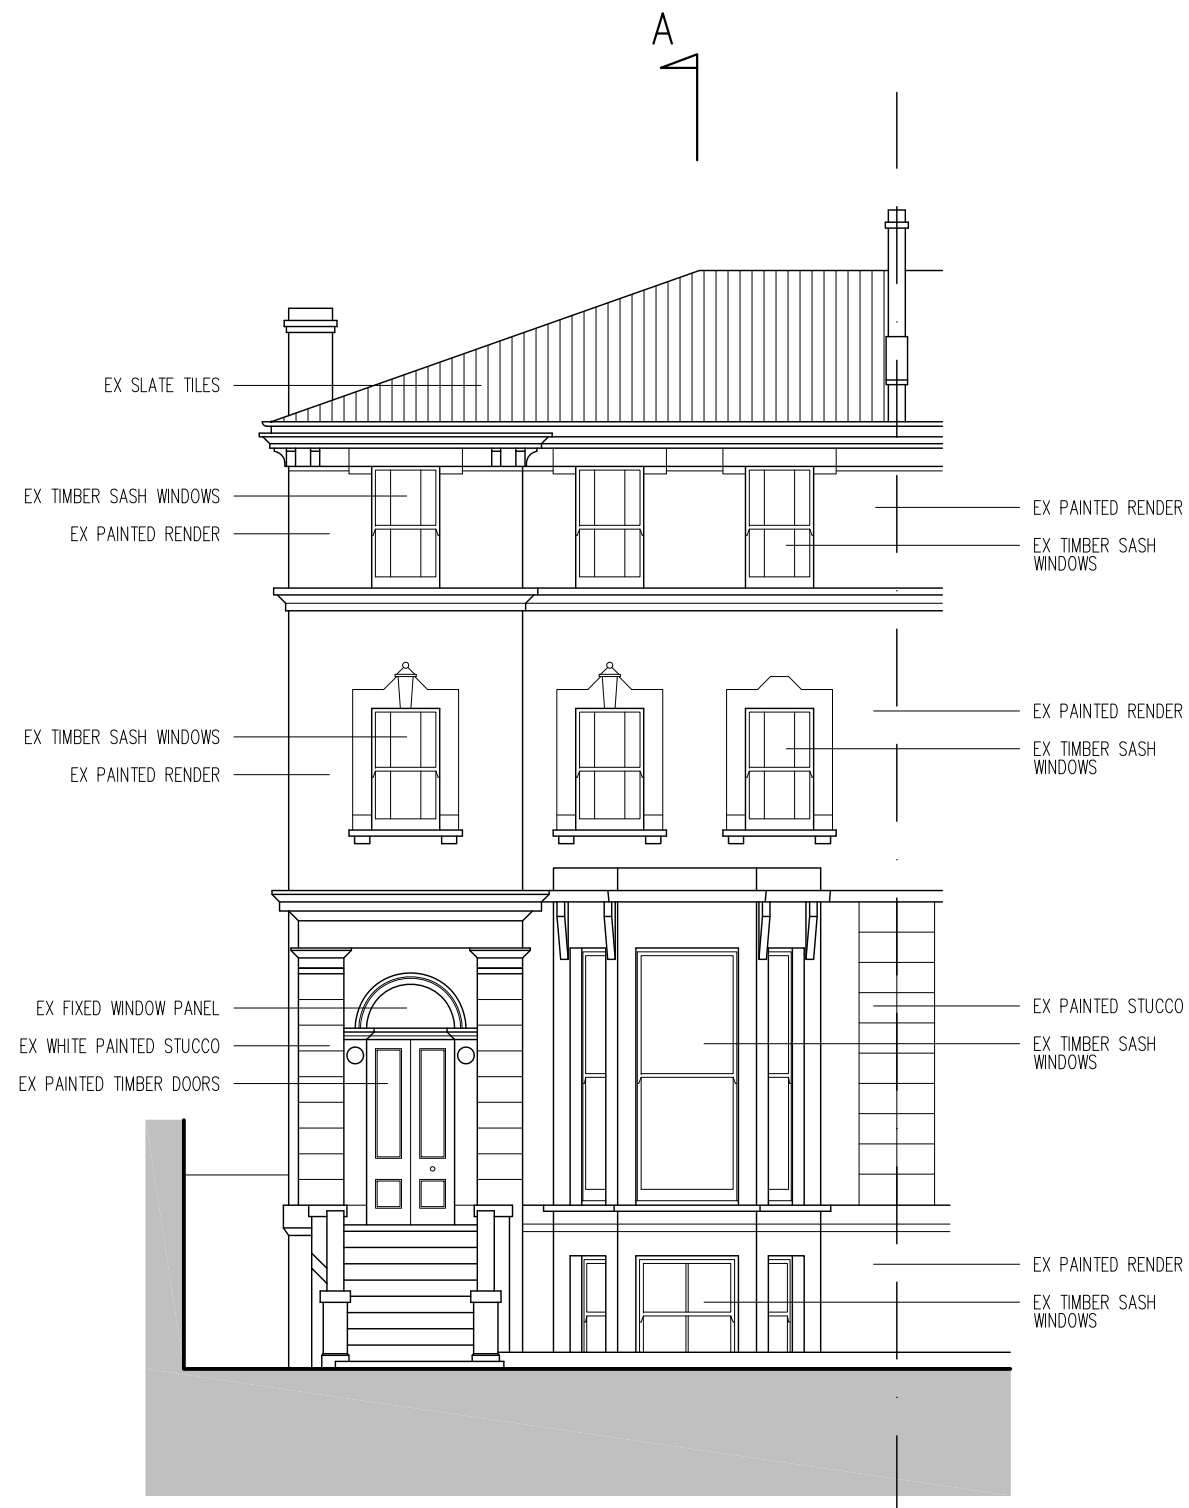 A
EX SLATE TILES
EX TIMBER SASH WINDOWS
EX PAINTED RENDER
EX PAINTED RENDER
EX TIMBER SASH
WINDOWS
EX TIMBER SASH WINDOWS
EX PAINTED RENDER
EX PAINTED RENDER
EX TIMBER SASH
WINDOWS
EX FIXED WINDOW PANEL
EX WHITE PAINTED STUCCO
EX PAINTED TIMBER DOORS
EX PAINTED STUCCO
EX TIMBER SASH
WINDOWS
EX PAINTED RENDER
EX TIMBER SASH
WINDOWS